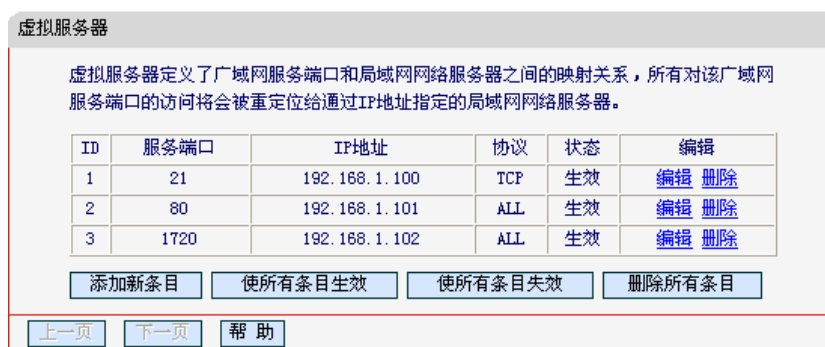 虚拟服务器
虚拟服务器定义了广域网服务端口和局域网网络服务器之间的映射关系，所有对该广域网
服务端口的访问将会被重定位给通过IP地址指定的局域网网络服务器。
ID 服务端口 IP地址 协议 状态 编辑
1 21 192.168.1.100 TCP 生效 编辑 删除
2 80 192.168.1.101 ALL 生效 编辑 删除
3 1720 192.168.1.102 ALL 生效 编辑 删除
添加新条目 使所有条目生效 使所有条目失效 删除所有条目
上一页 下一页 帮 助